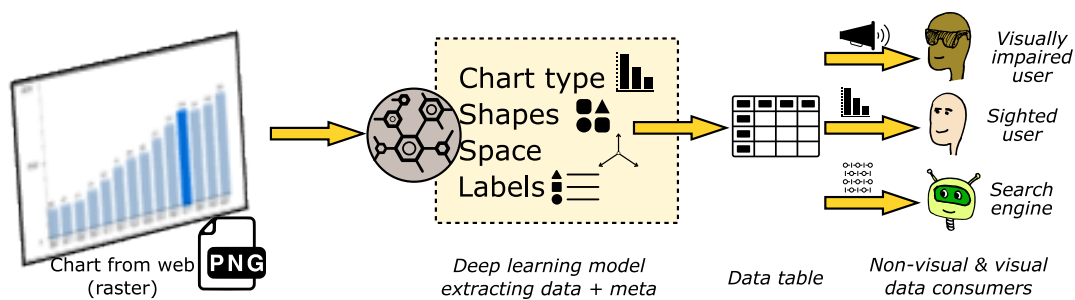 Chart type
Shapes
Space
Labels
Visually
impaired
user
Sighted
user
Search
engine
PNG
Chart from web
(raster)
Deep learning model
extracting data + meta
Data table
Non-visual & visual
data consumers